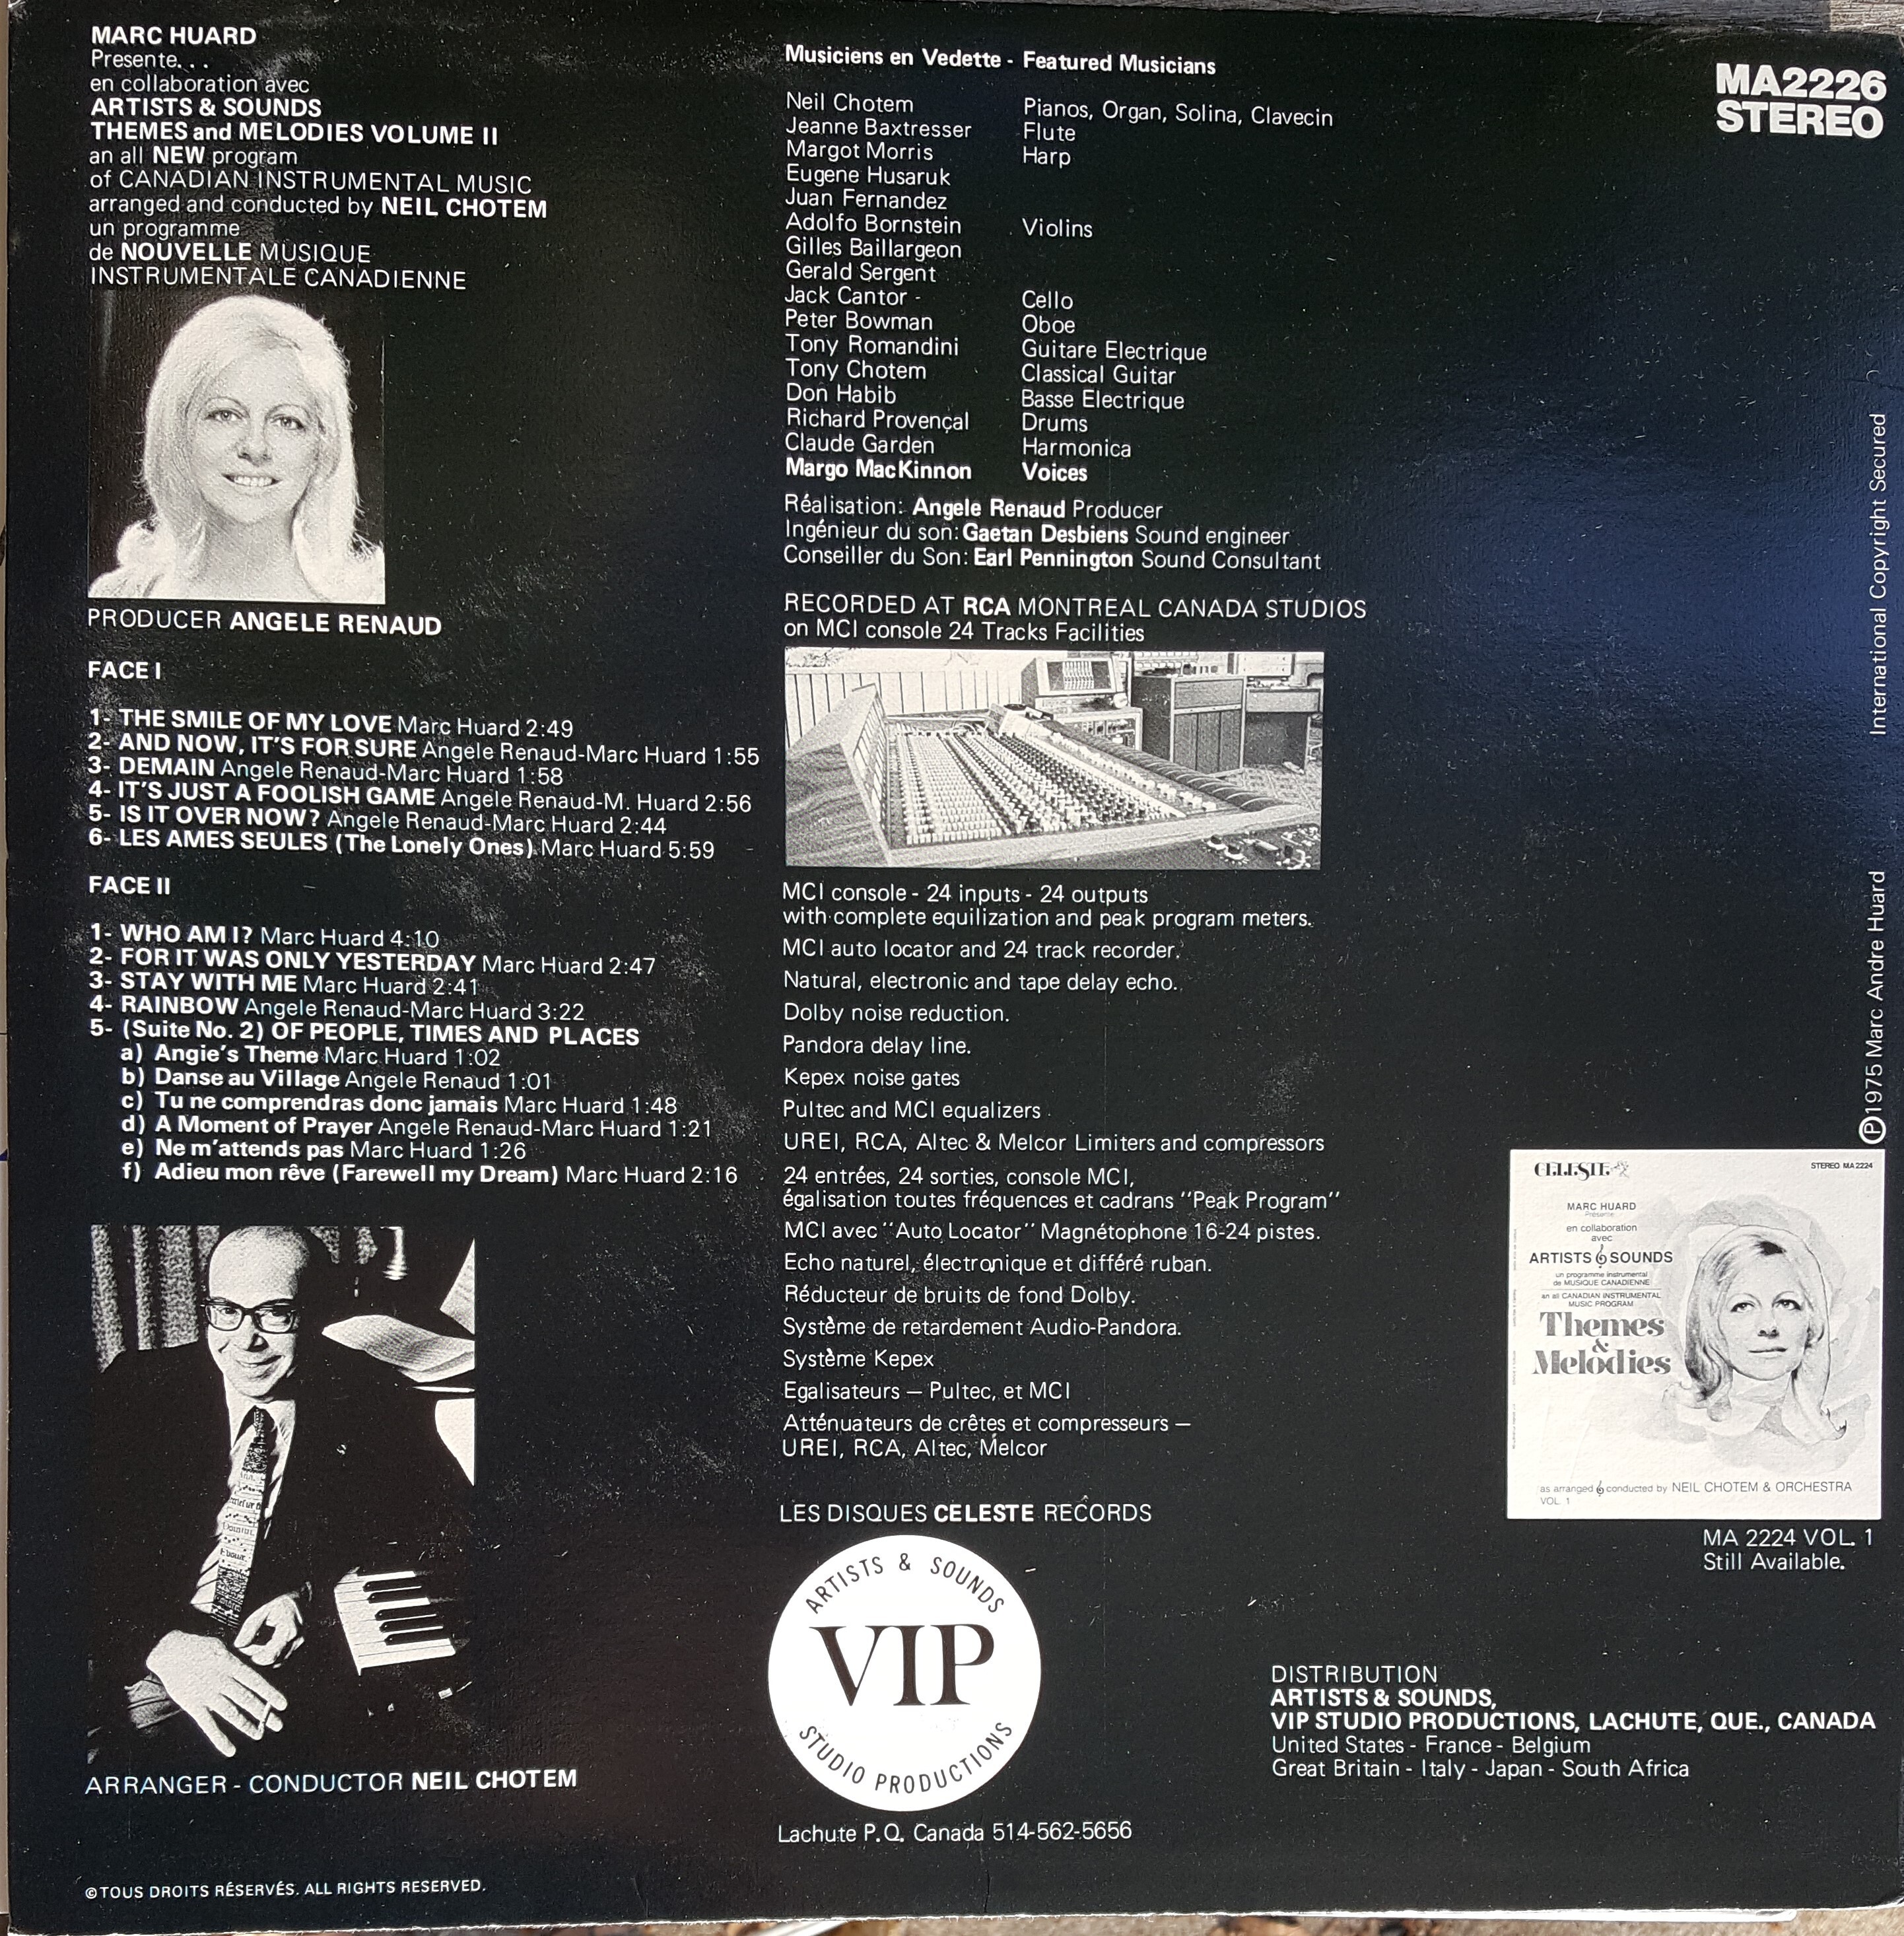 MARC HUARD
Presente. . .
en collaboration avec
ARTISTS & SOUNDS
THEMES and MELODIES VOLUME II
an all NEW program
of CANADIAN INSTRUMENTAL MUSIC
arranged and conducted by NEIL CHOTEM
un programme
de NOUVELLE MUSIQUE
INSTRUMENTALE CANADIENNE
PRODUCER ANGELE RENAUD
FACE I
1- THE SMILE OF MY LOVE Marc Huard 2:49
2- AND NOW, IT'S FOR SURE Angele Renaud-Marc Huard 1:55
3- DEMAIN Angele Renaud-Marc Huard 1:58
4- IT'S JUST A FOOLISH GAME Angele Renaud-M. Huard 2:56
5- IS IT OVER NOW? Angele Renaud-Marc Huard 2:44
6- LES AMES SEULES (The Lonely Ones) Marc Huard 5:59
FACE II
1- WHO AM I? Marc Huard 4:10
2- FOR IT WAS ONLY YESTERDAY Marc Huard 2:47
3- STAY WITH ME Marc Huard 2:41
4- RAINBOW Angele Renaud-Marc Huard 3:22
5- (Suite No. 2) OF PEOPLE, TIMES AND PLACES
a) Angie's Theme Marc Huard 1:02
b) Danse au Village Angele Renaud 1:01
c) Tu ne comprendras donc jamais Marc Huard 1:48
d) A Moment of Prayer Angele Renaud-Marc Huard 1:21
e) Ne m'attends pas Marc Huard 1:26
f) Adieu mon rêve (Farewell my Dream) Marc Huard 2:16
ARRANGER - CONDUCTOR NEIL CHOTEM
©TOUS DROITS RÉSERVÉS. ALL RIGHTS RESERVED.
Musiciens en Vedette - Featured Musicians
Neil Chotem Pianos, Organ, Solina, Clavecin
Jeanne Baxtresser Flute
Margot Morris Harp
Eugene Husaruk
Juan Fernandez
Adolfo Bornstein Violins
Gilles Baillargeon
Gerald Sergent
Jack Cantor - Cello
Peter Bowman Oboe
Tony Romandini Guitare Electrique
Tony Chotem Classical Guitar
Don Habib Basse Electrique
Richard Provençal Drums
Claude Garden Harmonica
Margo MacKinnon Voices
Réalisation: Angele Renaud Producer
Ingénieur du son: Gaetan Desbiens Sound engineer
Conseiller du Son: Earl Pennington Sound Consultant
RECORDED AT RCA MONTREAL CANADA STUDIOS
on MCI console 24 Tracks Facilities
MCI console - 24 inputs - 24 outputs
with complete equilization and peak program meters.
MCI auto locator and 24 track recorder.
Natural, electronic and tape delay echo.
Dolby noise reduction.
Pandora delay line.
Kepex noise gates
Pultec and MCI equalizers
UREI, RCA, Altec & Melcor Limiters and compressors
24 entrées, 24 sorties, console MCI,
égalisation toutes fréquences et cadrans "Peak Program"
MCI avec "Auto Locator" Magnétophone 16-24 pistes.
Echo naturel, électronique et différé ruban.
Réducteur de bruits de fond Dolby.
Système de retardement Audio-Pandora.
Système Kepex
Egalisateurs — Pultec, et MCI
Atténuateurs de crêtes et compresseurs —
UREI, RCA, Altec, Melcor
LES DISQUES CELESTE RECORDS
ARTISTS & SOUNDS
VIP
STUDIO PRODUCTIONS
Lachute P.Q. Canada 514-562-5656
MA2226
STEREO
International Copyright Secured
Ⓟ1975 Marc Andre Huard
CELESTE
STEREO MA 2224
MARC HUARD
Présente
en collaboration
avec
ARTISTS & SOUNDS
un programme instrumental
de MUSIQUE CANADIENNE
an all CANADIAN INSTRUMENTAL
MUSIC PROGRAM
Themes
&
Melodies
as arranged & conducted by NEIL CHOTEM & ORCHESTRA
VOL. 1
MA 2224 VOL. 1
Still Available.
DISTRIBUTION
ARTISTS & SOUNDS,
VIP STUDIO PRODUCTIONS, LACHUTE, QUE., CANADA
United States - France - Belgium
Great Britain - Italy - Japan - South Africa